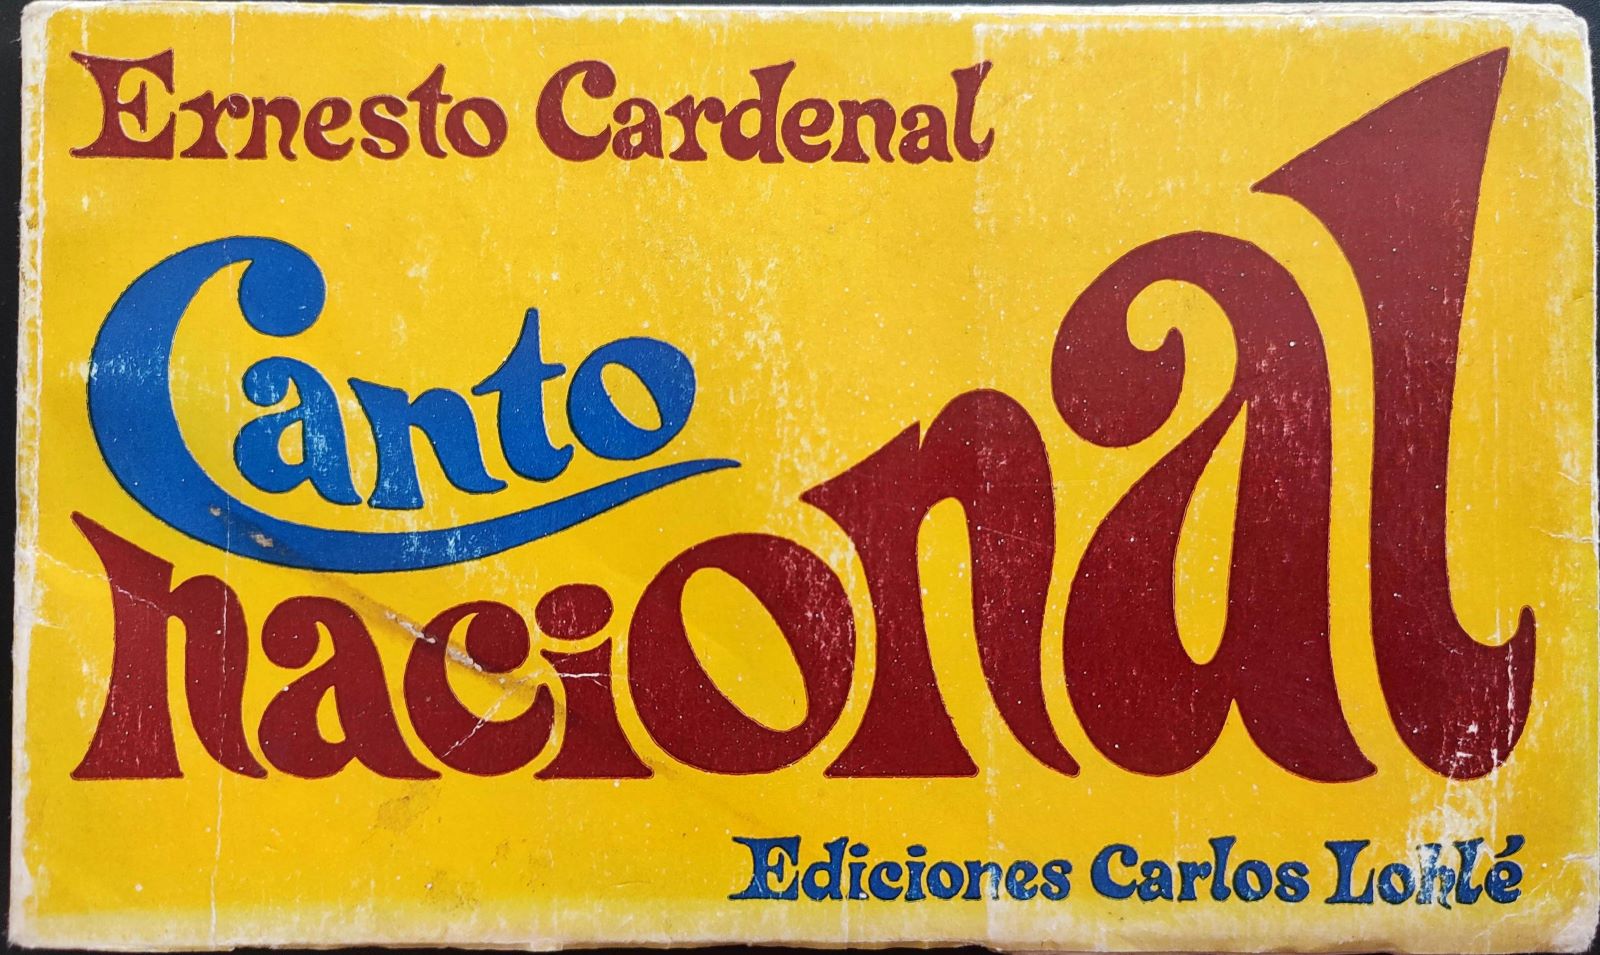 Ernesto Cardenal
Canto
nacional
Ediciones Carlos Lohlé